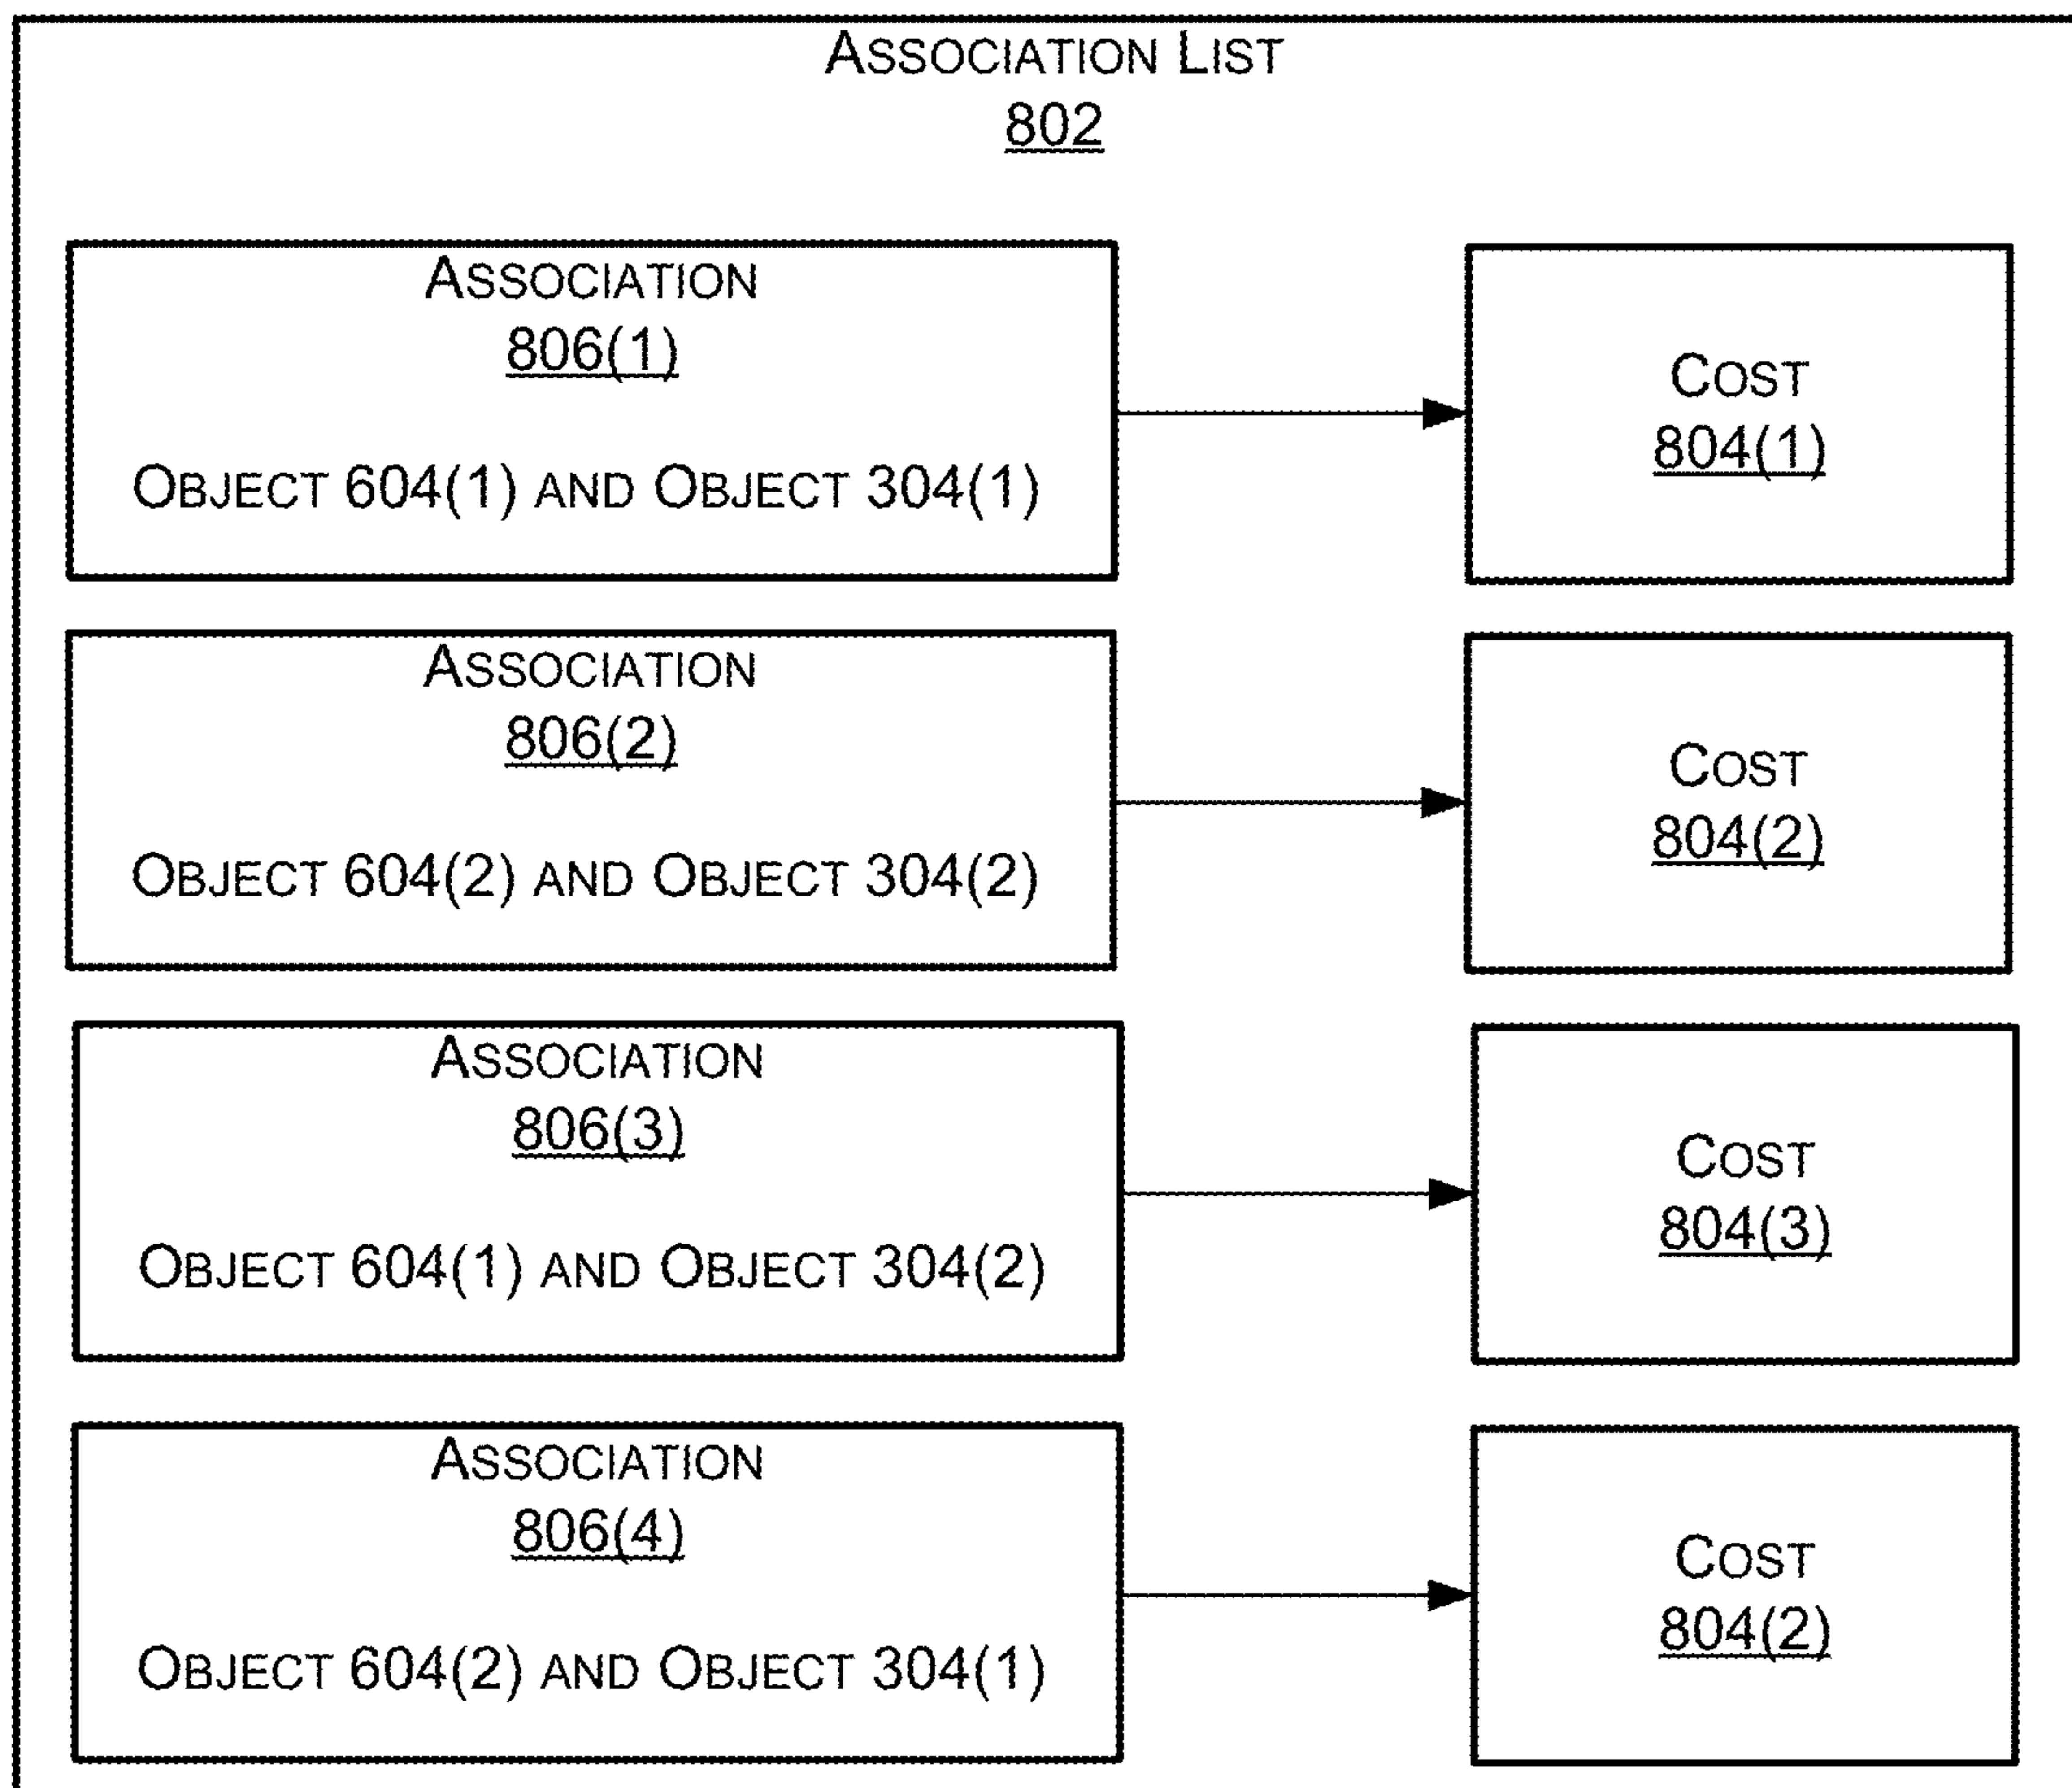 ASSOCIATION LIST
802
ASSOCIATION
806(1)
OBJECT 604(1) AND OBJECT 304(1)
COST
804(1)
ASSOCIATION
806(2)
OBJECT 604(2) AND OBJECT 304(2)
COST
804(2)
ASSOCIATION
806(3)
OBJECT 604(1) AND OBJECT 304(2)
COST
804(3)
ASSOCIATION
806(4)
OBJECT 604(2) AND OBJECT 304(1)
COST
804(2)